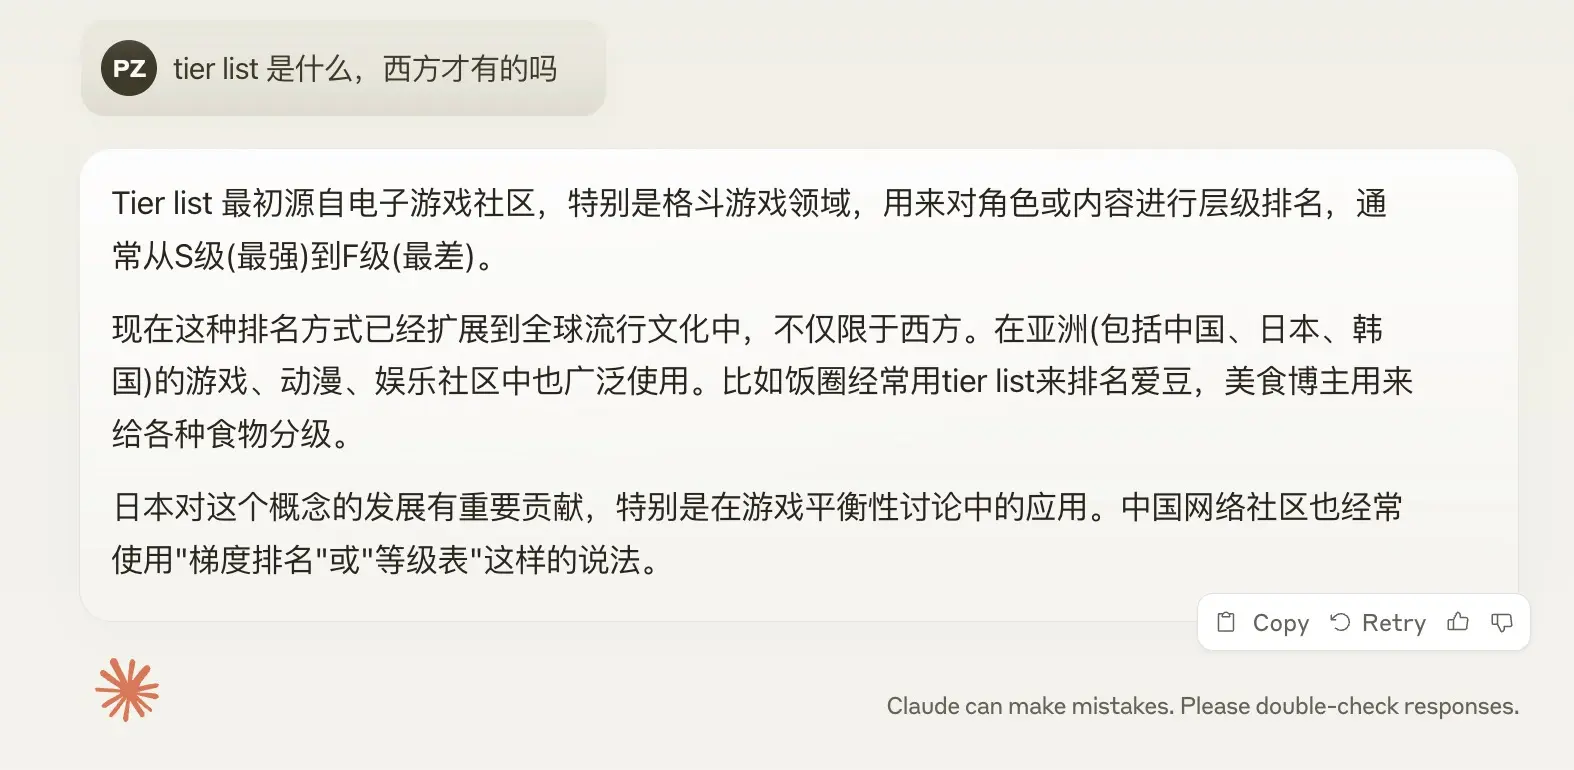 PZ tier list 是什么，西方才有的吗
Tier list 最初源自电子游戏社区，特别是格斗游戏领域，用来对角色或内容进行层级排名，通
常从S级(最强)到F级(最差)。
现在这种排名方式已经扩展到全球流行文化中，不仅限于西方。在亚洲(包括中国、日本、韩
国)的游戏、动漫、娱乐社区中也广泛使用。比如饭圈经常用tier list来排名爱豆，美食博主用来
给各种食物分级。
日本对这个概念的发展有重要贡献，特别是在游戏平衡性讨论中的应用。中国网络社区也经常
使用"梯度排名"或"等级表"这样的说法。
Copy Retry
Claude can make mistakes. Please double-check responses.